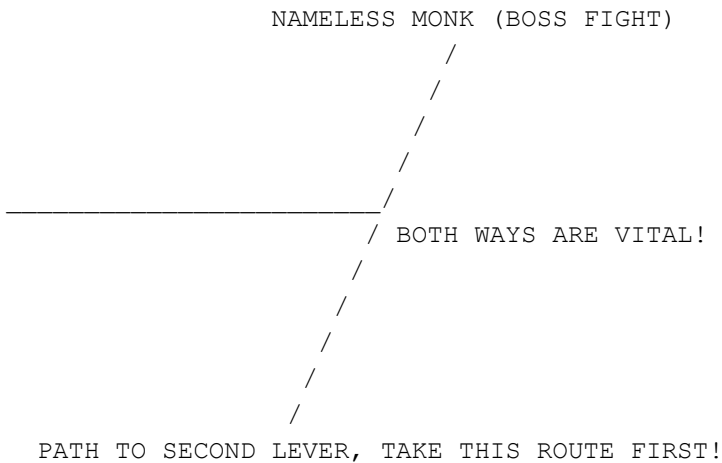 NAMELESS MONK (BOSS FIGHT)
BOTH WAYS ARE VITAL!
PATH TO SECOND LEVER, TAKE THIS ROUTE FIRST!